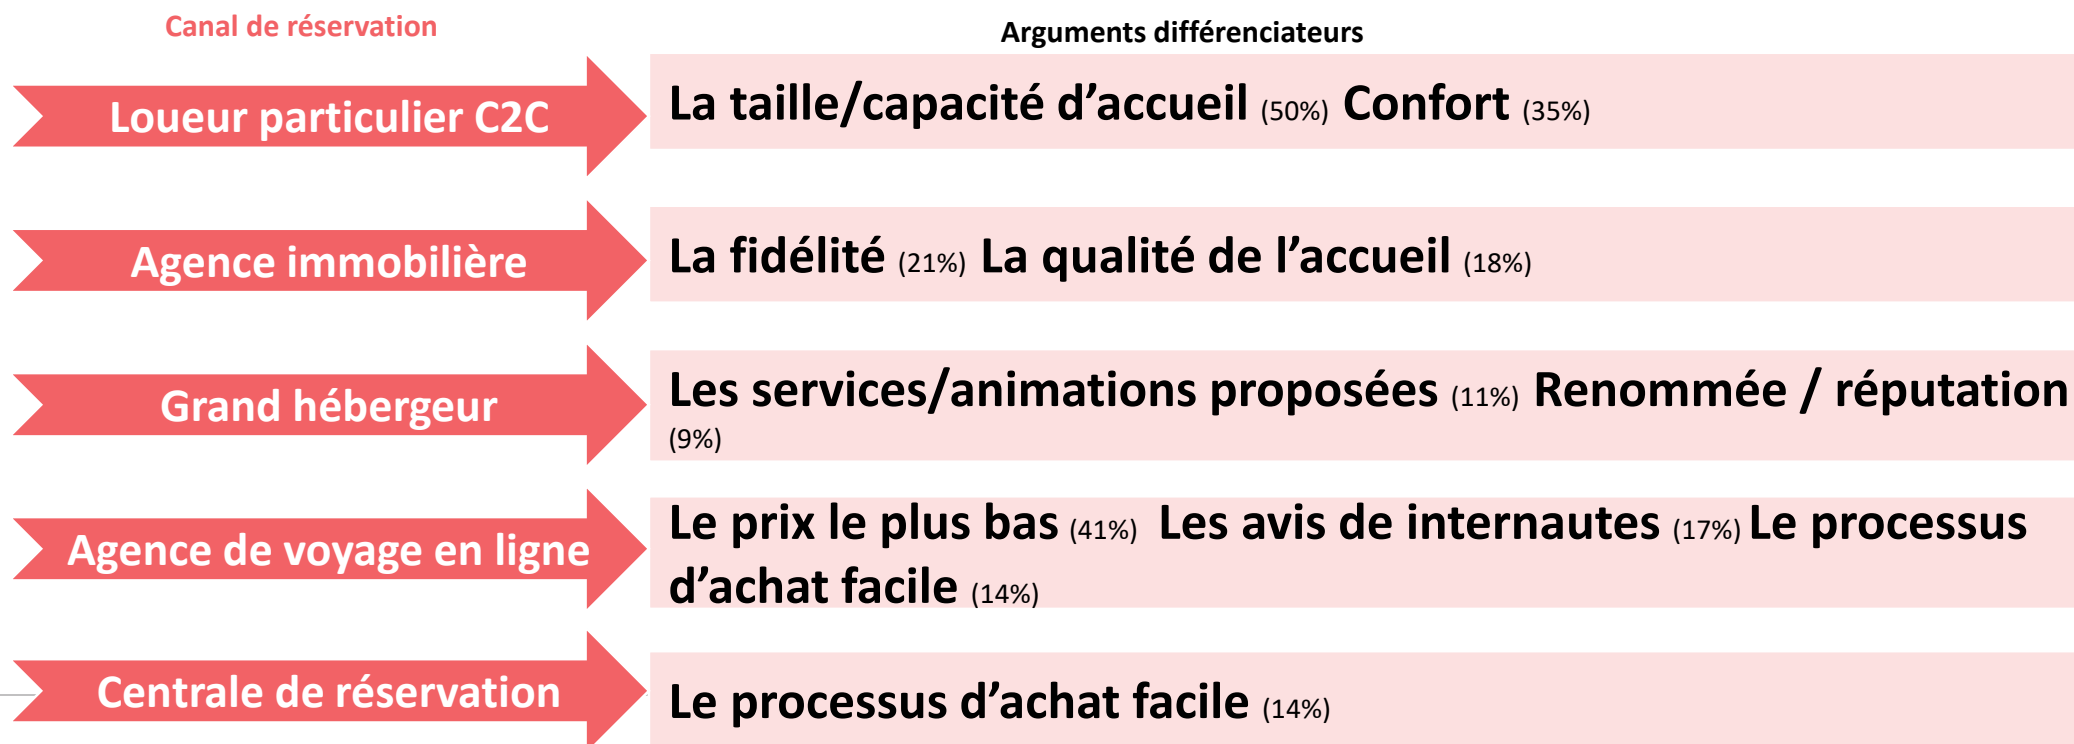 Canal de réservation
Arguments différenciateurs
Loueur particulier C2C
La taille/capacité d’accueil (50%) Confort (35%)
Agence immobilière
La fidélité (21%) La qualité de l’accueil (18%)
Grand hébergeur
Les services/animations proposées (11%) Renommée / réputation
(9%)
Agence de voyage en ligne
Le prix le plus bas (41%) Les avis de internautes (17%) Le processus
d’achat facile (14%)
Centrale de réservation
Le processus d’achat facile (14%)